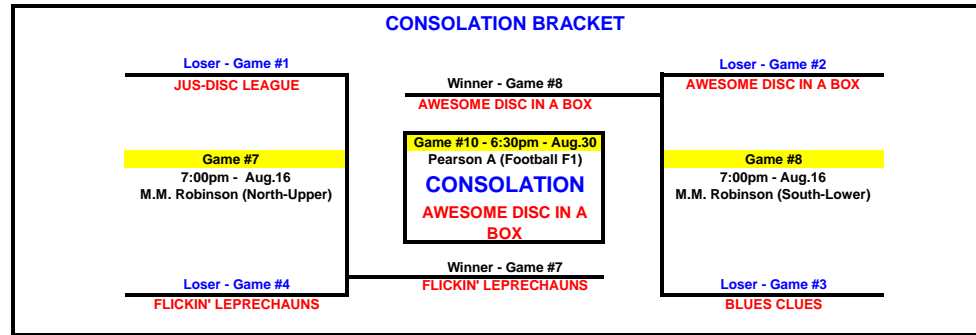 CONSOLATION BRACKET
Loser - Game #1
JUS-DISC LEAGUE
Game #7
7:00pm - Aug.16
M.M. Robinson (North-Upper)
Loser - Game #4
FLICKIN' LEPRECHAUNS
Winner - Game #8
AWESOME DISC IN A BOX
Game #10 - 6:30pm - Aug.30
Pearson A (Football F1)
CONSOLATION
AWESOME DISC IN A
BOX
Winner - Game #7
FLICKIN' LEPRECHAUNS
Loser - Game #2
AWESOME DISC IN A BOX
Game #8
7:00pm - Aug.16
M.M. Robinson (South-Lower)
Loser - Game #3
BLUES CLUES